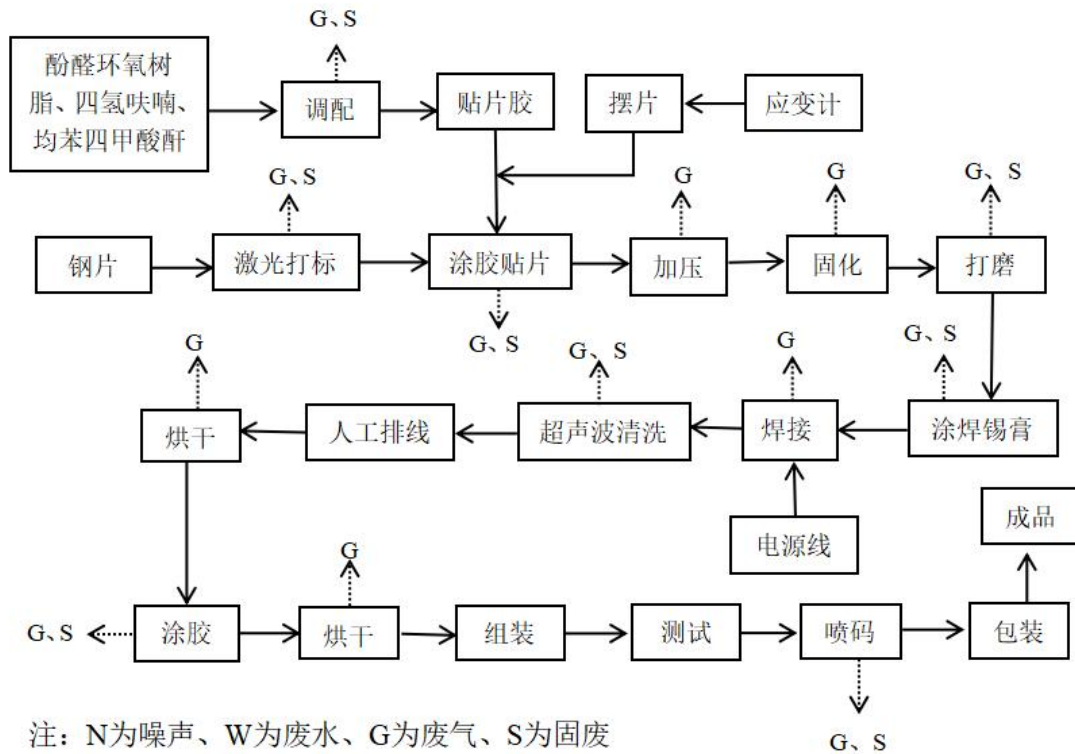 G、S
酚醛环氧树
脂、四氢呋喃、
均苯四甲酸酐
调配
贴片胶
摆片
应变计
G、S
G
G
G、S
钢片
激光打标
涂胶贴片
加压
固化
打磨
G、S
G
G、S
G
G、S
烘干
人工排线
超声波清洗
焊接
涂焊锡膏
电源线
成品
G
G、S
涂胶
烘干
组装
测试
喷码
包装
G、S
注：N为噪声、W为废水、G为废气、S为固废